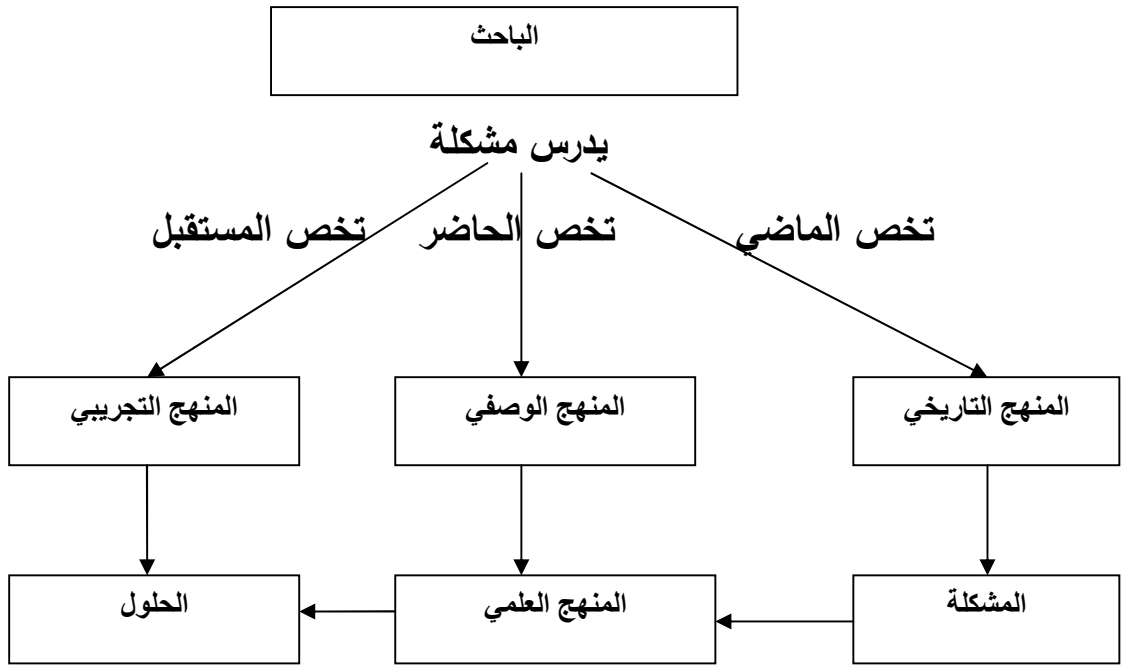 الباحث
يدرس مشكلة
تخص الماضي تخص الحاضر تخص المستقبل
المنهج التاريخي المنهج الوصفي المنهج التجريبي
المشكلة المنهج العلمي الحلول